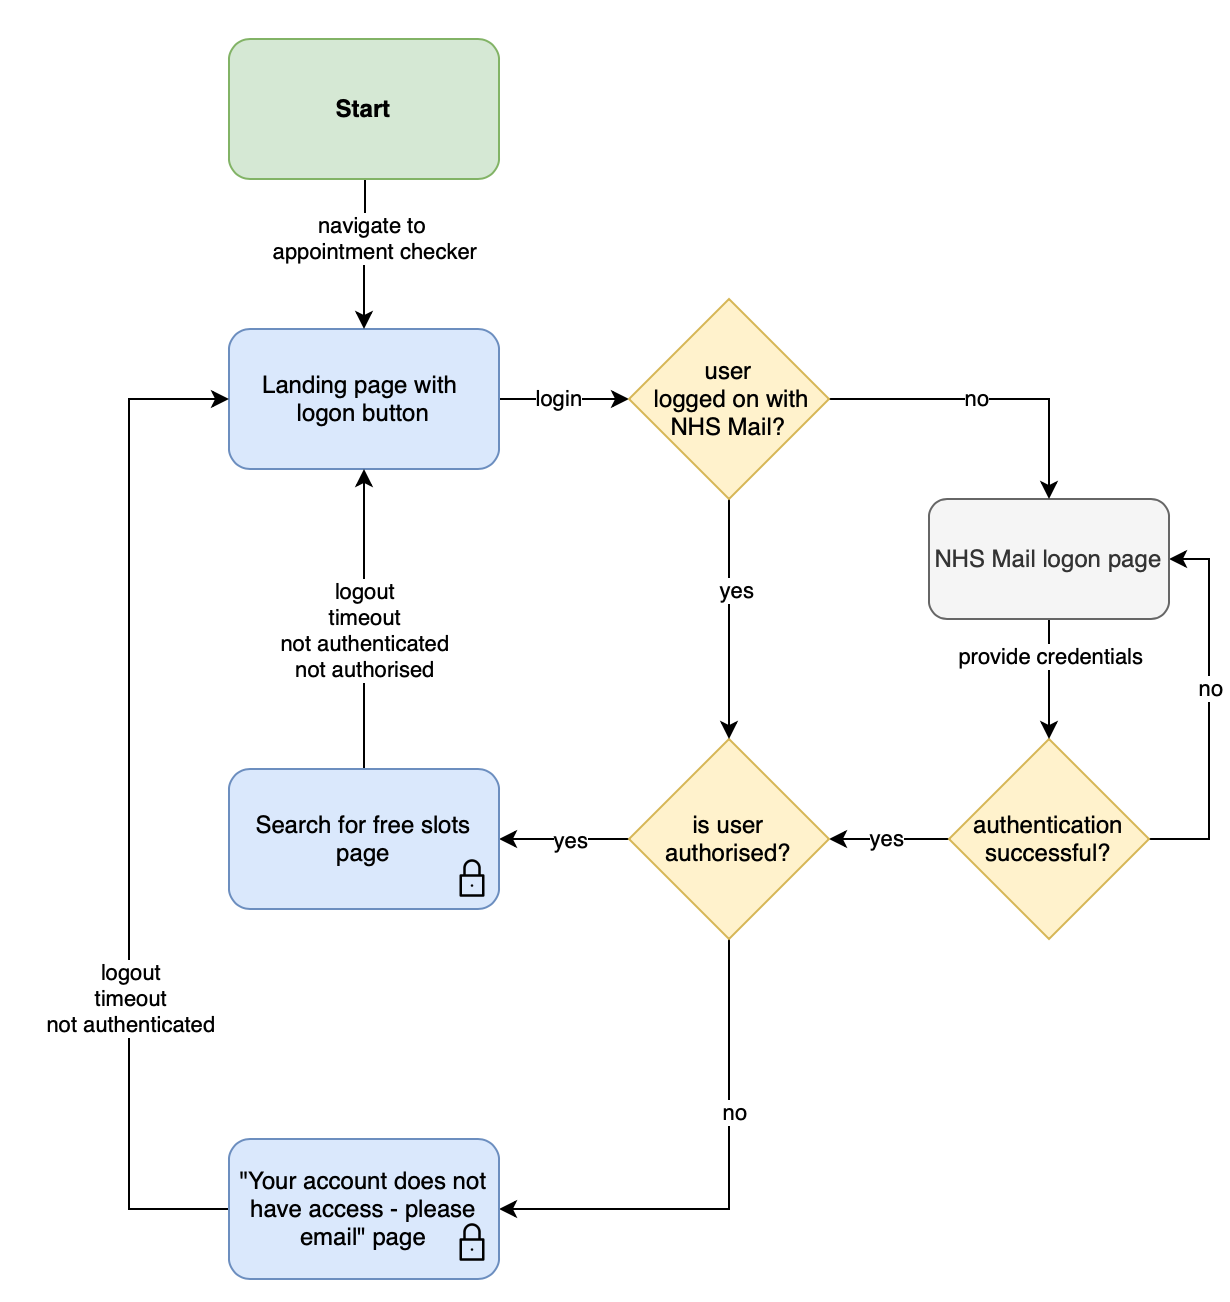 Start
navigate to
appointment checker
Landing page with
logon button
login
user
logged on with
NHS Mail?
no
NHS Mail logon page
yes
logout
timeout
not authenticated
not authorised
provide credentials
no
Search for free slots
page
yes
is user
authorised?
yes
authentication
successful?
logout
timeout
not authenticated
no
"Your account does not
have access - please
email" page